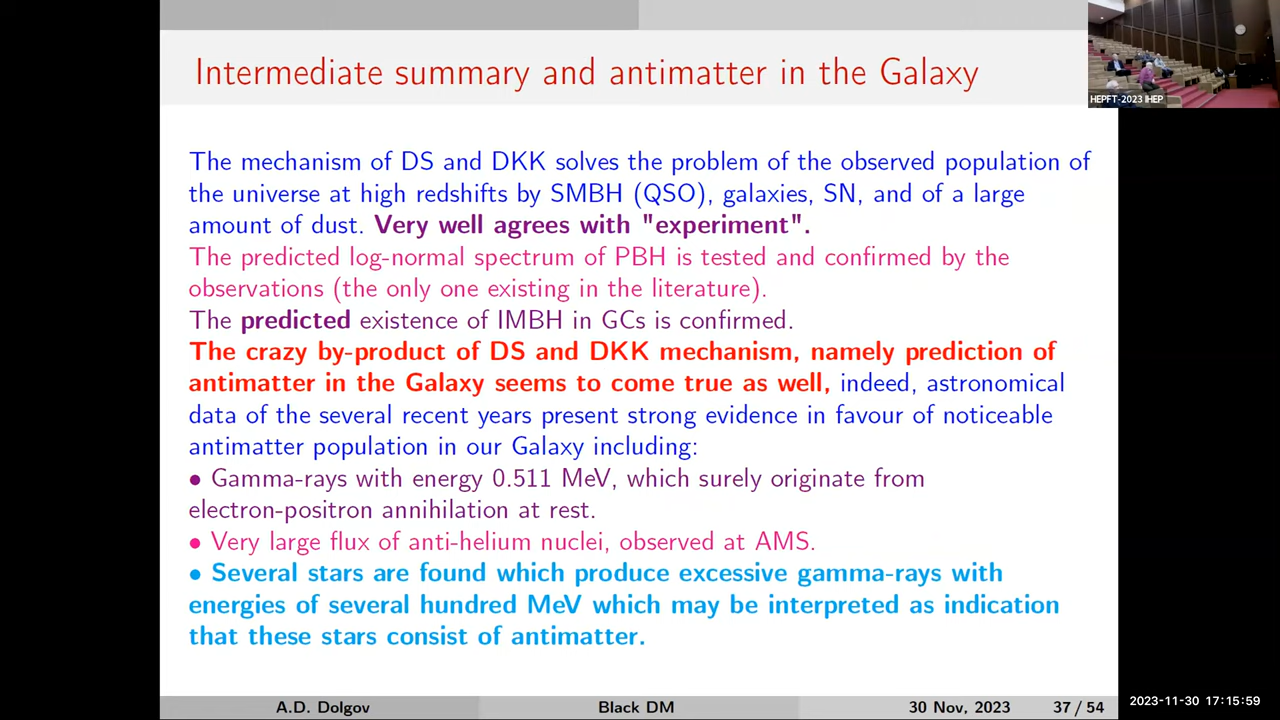 Intermediate summary and antimatter in the Galaxy
HEPFT-2023 IHEP
The mechanism of DS and DKK solves the problem of the observed population of
the universe at high redshifts by SMBH (QSO), galaxies, SN, and of a large
amount of dust. Very well agrees with "experiment".
The predicted log-normal spectrum of PBH is tested and confirmed by the
observations (the only one existing in the literature).
The predicted existence of IMBH in GCs is confirmed.
The crazy by-product of DS and DKK mechanism, namely prediction of
antimatter in the Galaxy seems to come true as well, indeed, astronomical
data of the several recent years present strong evidence in favour of noticeable
antimatter population in our Galaxy including:
• Gamma-rays with energy 0.511 MeV, which surely originate from
electron-positron annihilation at rest.
• Very large flux of anti-helium nuclei, observed at AMS.
• Several stars are found which produce excessive gamma-rays with
energies of several hundred MeV which may be interpreted as indication
that these stars consist of antimatter.
A.D. Dolgov Black DM 30 Nov, 2023 37 / 54
2023-11-30 17:15:59